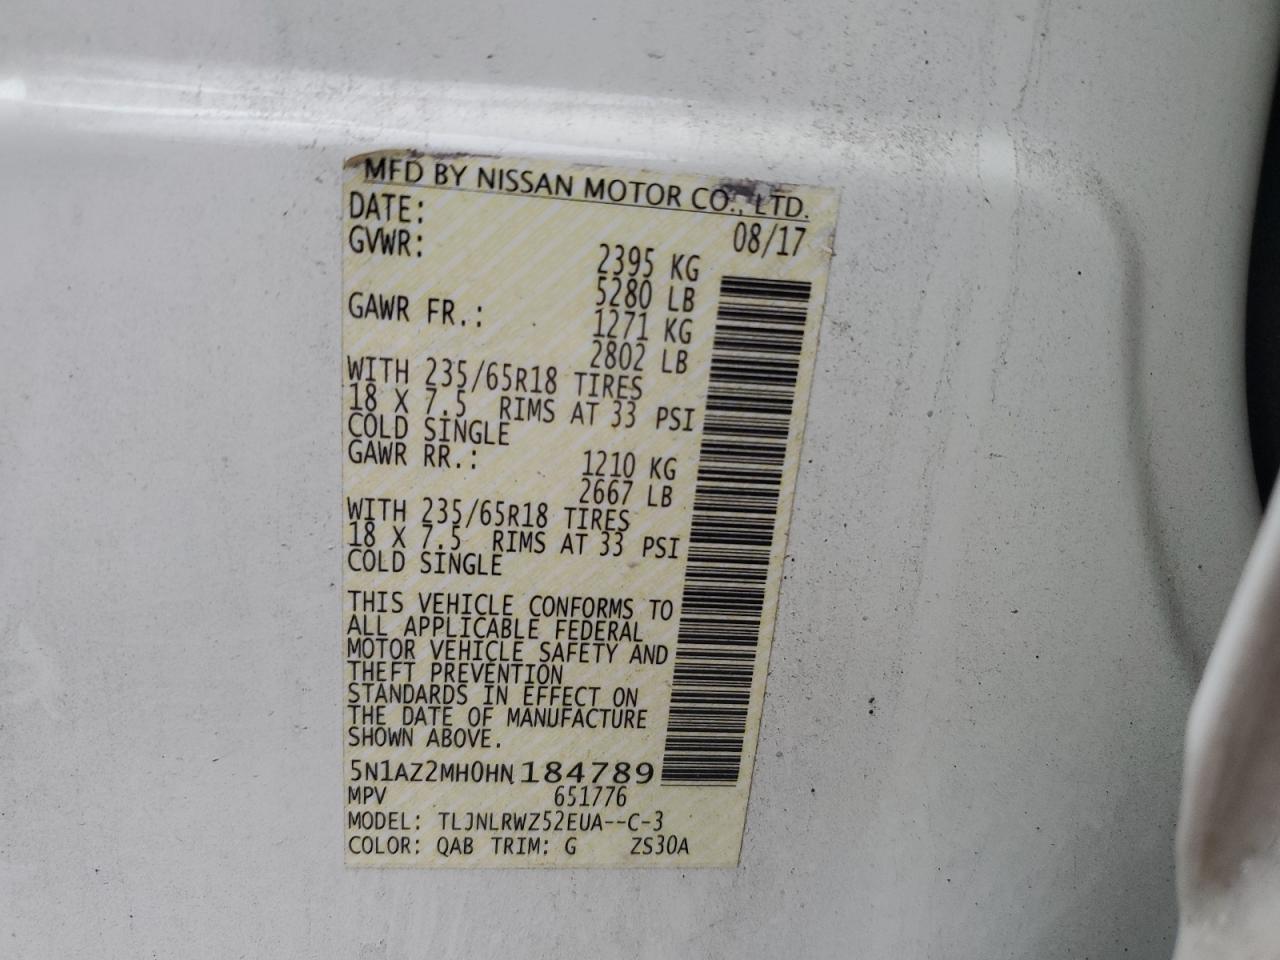 MFD BY NISSAN MOTOR CO., LTD.
DATE: 08/17
GVWR: 2395 KG
5280 LB
GAWR FR.: 1271 KG
2802 LB
WITH 235/65R18 TIRES
18 X 7.5 RIMS AT 33 PSI
COLD SINGLE
GAWR RR.: 1210 KG
2667 LB
WITH 235/65R18 TIRES
18 X 7.5 RIMS AT 33 PSI
COLD SINGLE
THIS VEHICLE CONFORMS TO
ALL APPLICABLE FEDERAL
MOTOR VEHICLE SAFETY AND
THEFT PREVENTION
STANDARDS IN EFFECT ON
THE DATE OF MANUFACTURE
SHOWN ABOVE.
5N1AZ2MH0HN184789
MPV 651776
MODEL: TLJNLRWZ52EUA--C-3
COLOR: QAB TRIM: G ZS30A